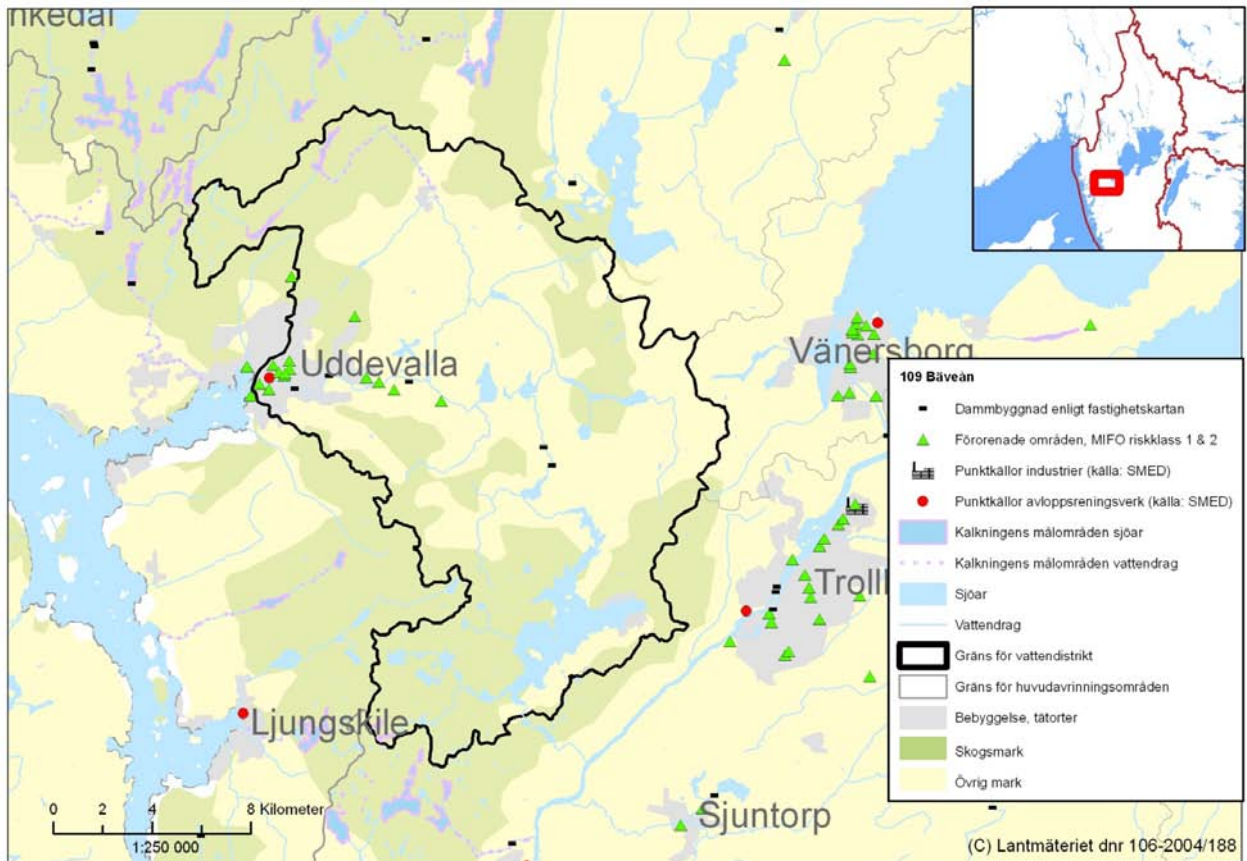 nkedal
Uddevalla
Vänersborg
Trollh
Ljungskile
Sjuntorp
109 Bäveån
Dammbyggnad enligt fastighetskartan
Förorenade områden, MIFO riskklass 1 & 2
Punktkällor industrier (källa: SMED)
Punktkällor avloppsreningsverk (källa: SMED)
Kalkningens målområden sjöar
Kalkningens målområden vattendrag
Sjöar
Vattendrag
Gräns för vattendistrikt
Gräns för huvudavrinningsområden
Bebyggelse, tätorter
Skogsmark
Övrig mark
0 2 4 8 Kilometer
1:250 000
(C) Lantmäteriet dnr 106-2004/188